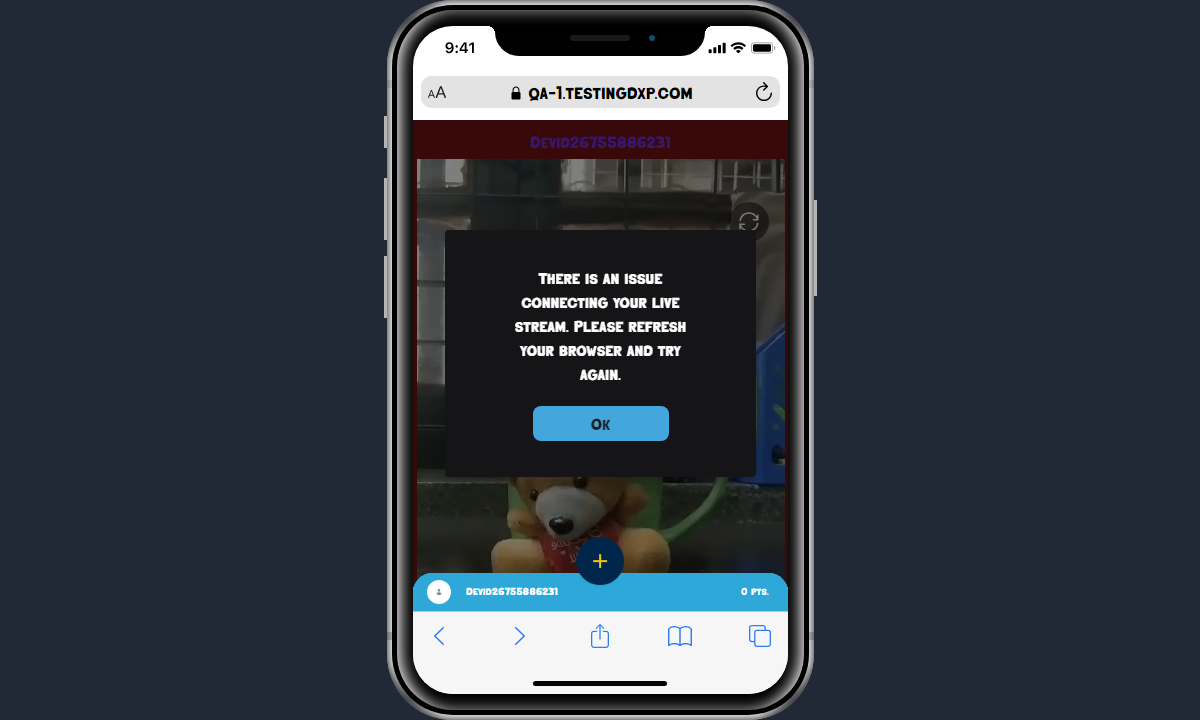 9:41
AA
QA-1.TESTINGDXP.COM
Devid26755886231
There is an issue
connecting your live
stream. Please refresh
your browser and try
again.
Ok
Devid26755886231
0 pts.